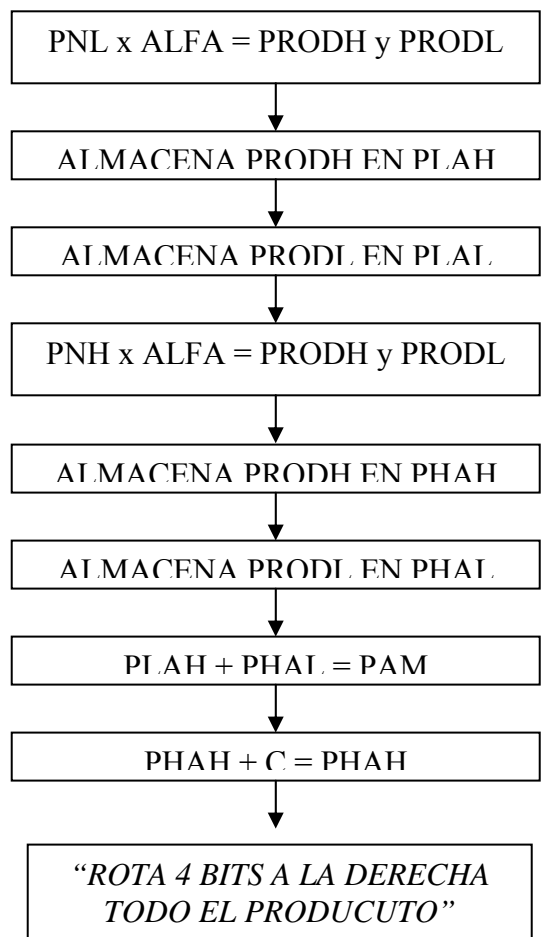 PNL x ALFA = PRODH y PRODL
ALMACENA PRODH EN PLAH
ALMACENA PRODL EN PLAL
PNH x ALFA = PRODH y PRODL
ALMACENA PRODH EN PHAH
ALMACENA PRODL EN PHAL
PLAH + PHAL = PAM
PHAH + C = PHAH
“ROTA 4 BITS A LA DERECHA
TODO EL PRODUCUTO”